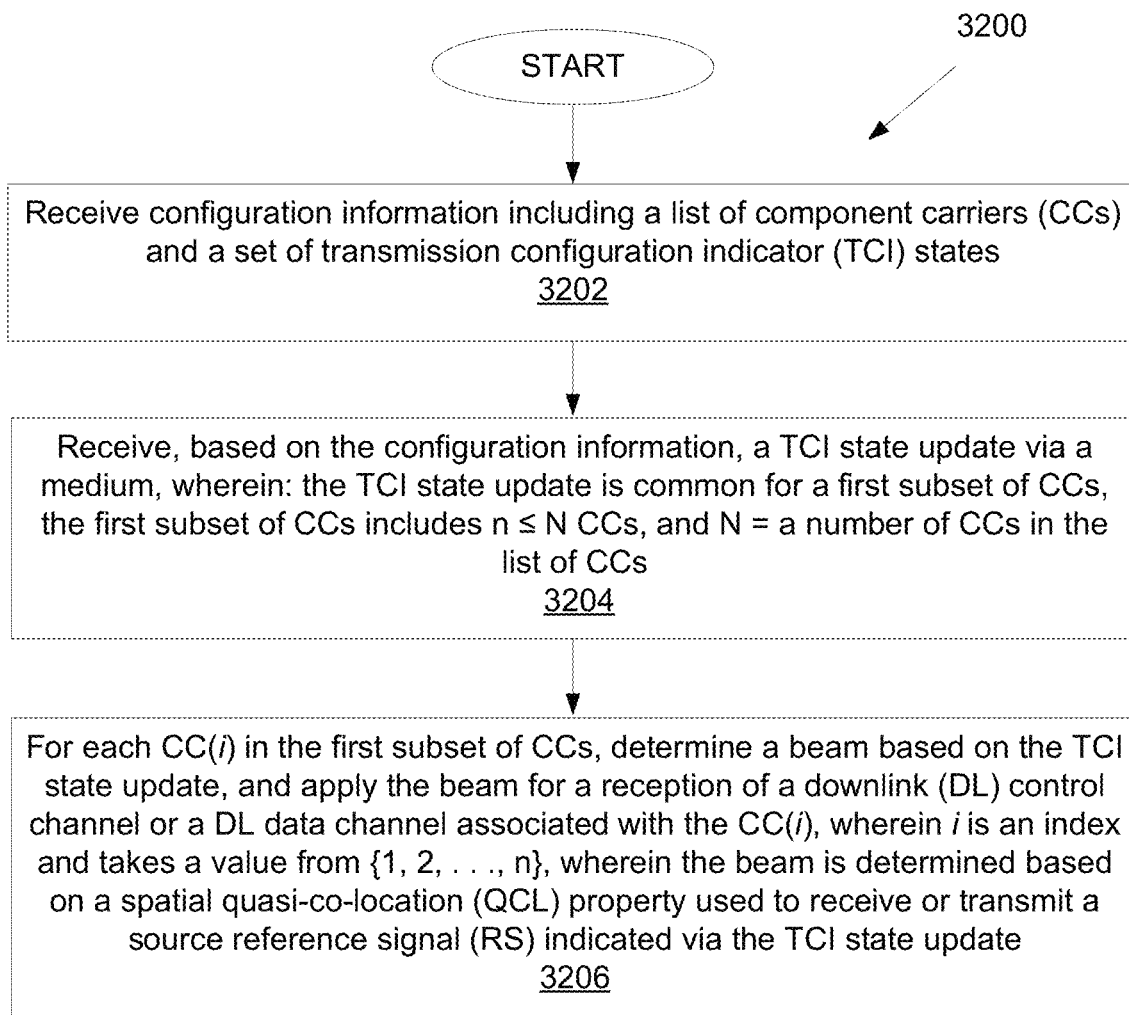 3200
START
Receive configuration information including a list of component carriers (CCs)
and a set of transmission configuration indicator (TCI) states
3202
Receive, based on the configuration information, a TCI state update via a
medium, wherein: the TCI state update is common for a first subset of CCs,
the first subset of CCs includes n ≤ N CCs, and N = a number of CCs in the
list of CCs
3204
For each CC(i) in the first subset of CCs, determine a beam based on the TCI
state update, and apply the beam for a reception of a downlink (DL) control
channel or a DL data channel associated with the CC(i), wherein i is an index
and takes a value from {1, 2, . . ., n}, wherein the beam is determined based
on a spatial quasi-co-location (QCL) property used to receive or transmit a
source reference signal (RS) indicated via the TCI state update
3206